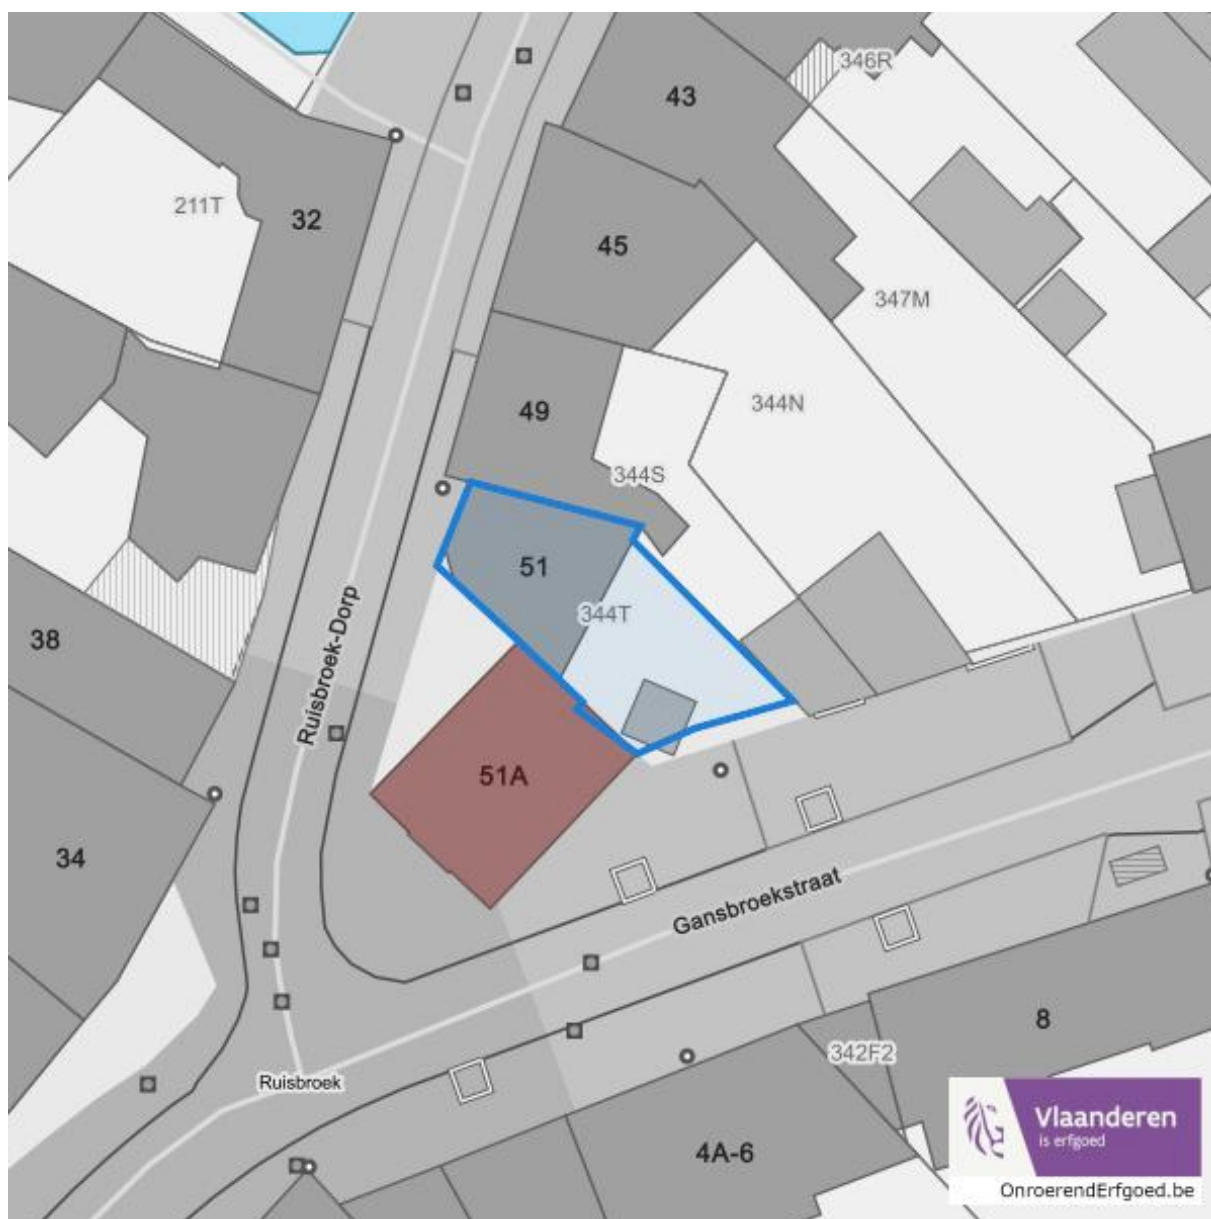 346R
43
211T
32
45
347M
49
344N
344S
51
344T
38
Ruisbroek-Dorp
51A
34
Gansbroekstraat
8
342F2
Ruisbroek
4A-6
Vlaanderen
is erfgoed
OnroerendErfgoed.be